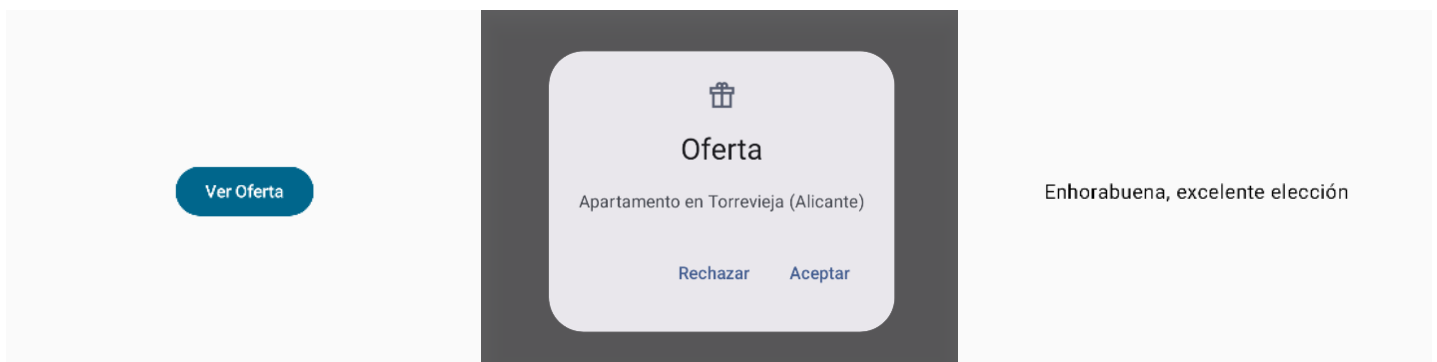 Ver Oferta
Oferta
Apartamento en Torrevieja (Alicante)
Rechazar Aceptar
Enhorabuena, excelente elección